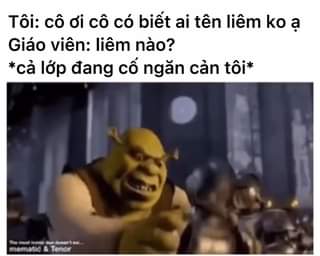 Tôi: cô ơi cô có biết ai tên liêm ko ạ
Giáo viên: liêm nào?
*cả lớp đang cố ngăn cản tôi*
mematic & Tenor